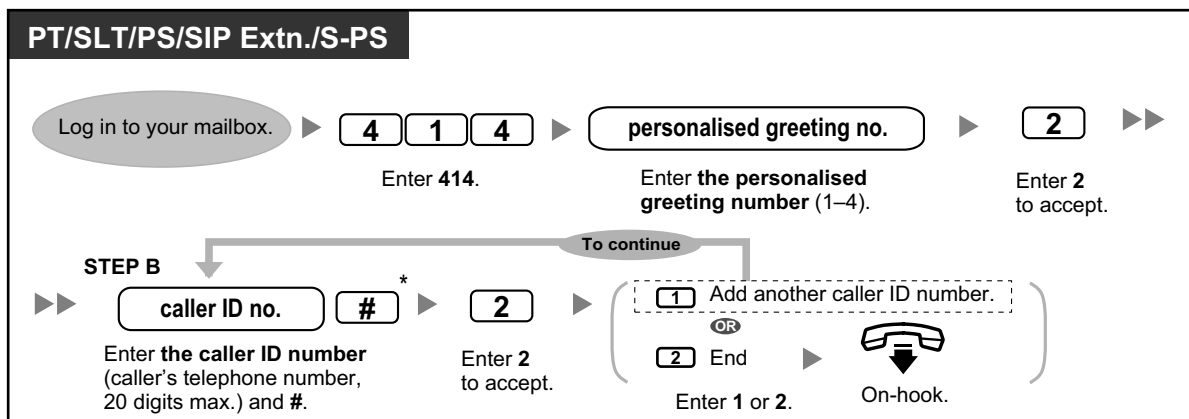 PT/SLT/PS/SIP Extn./S-PS
Log in to your mailbox.
4 1 4
Enter 414.
personalised greeting no.
Enter the personalised
greeting number (1–4).
2
Enter 2
to accept.
To continue
STEP B
caller ID no. # *
Enter the caller ID number
(caller's telephone number,
20 digits max.) and #.
2
Enter 2
to accept.
1 Add another caller ID number.
OR
2 End
Enter 1 or 2.
On-hook.